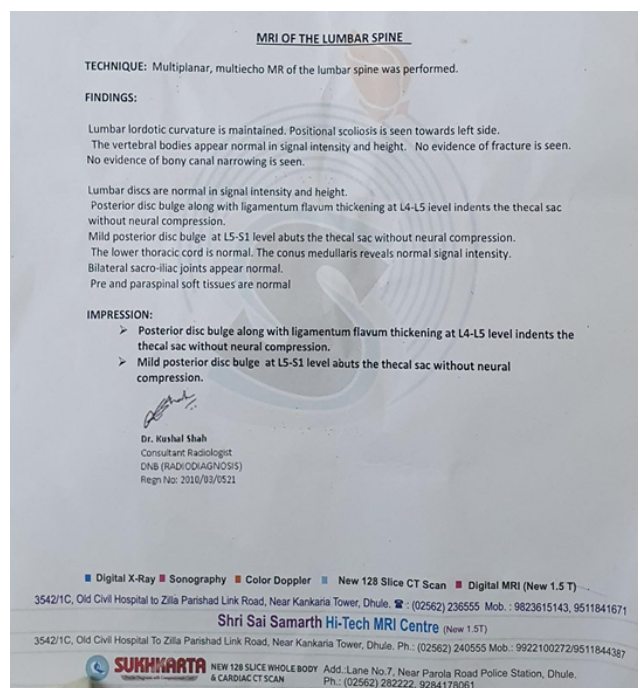 MRI OF THE LUMBAR SPINE
TECHNIQUE: Multiplanar, multiecho MR of the lumbar spine was performed.
FINDINGS:
Lumbar lordotic curvature is maintained. Positional scoliosis is seen towards left side.
The vertebral bodies appear normal in signal intensity and height. No evidence of fracture is seen.
No evidence of bony canal narrowing is seen.
Lumbar discs are normal in signal intensity and height.
Posterior disc bulge along with ligamentum flavum thickening at L4-L5 level indents the thecal sac
without neural compression.
Mild posterior disc bulge at L5-S1 level abuts the thecal sac without neural compression.
The lower thoracic cord is normal. The conus medullaris reveals normal signal intensity.
Bilateral sacro-iliac joints appear normal.
Pre and paraspinal soft tissues are normal
IMPRESSION:
➢ Posterior disc bulge along with ligamentum flavum thickening at L4-L5 level indents the
thecal sac without neural compression.
➢ Mild posterior disc bulge at L5-S1 level abuts the thecal sac without neural
compression.
Dr. Kushal Shah
Consultant Radiologist
DNB (RADIODIAGNOSIS)
Regn No: 2010/03/0521
■ Digital X-Ray ■ Sonography ■ Color Doppler ■ New 128 Slice CT Scan ■ Digital MRI (New 1.5 T)
3542/1C, Old Civil Hospital to Zilla Parishad Link Road, Near Kankaria Tower, Dhule. ☎ : (02562) 236555 Mob. : 9823615143, 9511841671
Shri Sai Samarth Hi-Tech MRI Centre (New 1.5T)
3542/1C, Old Civil Hospital To Zilla Parishad Link Road, Near Kankaria Tower, Dhule. Ph.: (02562) 240555 Mob.: 9922100272/9511844387
SUKHKARTA NEW 128 SLICE WHOLE BODY Add.:Lane No.7, Near Parola Road Police Station, Dhule.
& CARDIAC CT SCAN Ph.: (02562) 282222, 9284178061